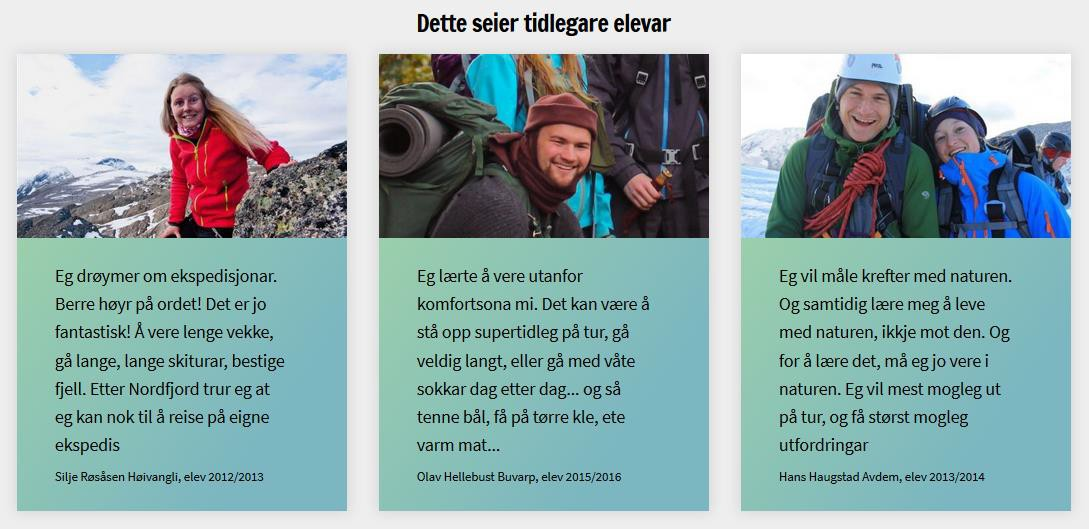 Dette seier tidlegare elevar
PETZL
Eg drøymer om ekspedisjonar.
Berre høyr på ordet! Det er jo
fantastisk! Å vere lenge vekke,
gå lange, lange skiturar, bestige
fjell. Etter Nordfjord trur eg at
eg kan nok til å reise på eigne
ekspedis
Silje Røsåsen Høivangli, elev 2012/2013
Eg lærte å vere utanfor
komfortsona mi. Det kan være å
stå opp supertidleg på tur, gå
veldig langt, eller gå med våte
sokkar dag etter dag... og så
tenne bål, få på tørre kle, ete
varm mat...
Olav Hellebust Buvarp, elev 2015/2016
Eg vil måle krefter med naturen.
Og samtidig lære meg å leve
med naturen, ikkje mot den. Og
for å lære det, må eg jo vere i
naturen. Eg vil mest mogleg ut
på tur, og få størst mogleg
utfordringar
Hans Haugstad Avdem, elev 2013/2014